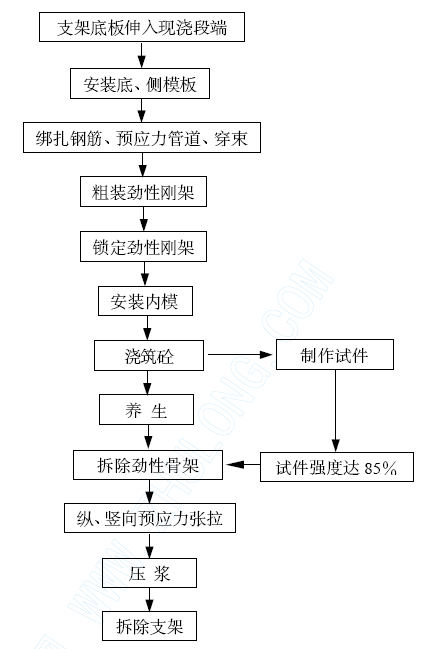 支架底板伸入现浇段端
安装底、侧模板
绑扎钢筋、预应力管道、穿束
粗装劲性刚架
锁定劲性刚架
安装内模
浇筑砼
制作试件
养 生
拆除劲性骨架
试件强度达 85%
纵、竖向预应力张拉
压 浆
拆除支架